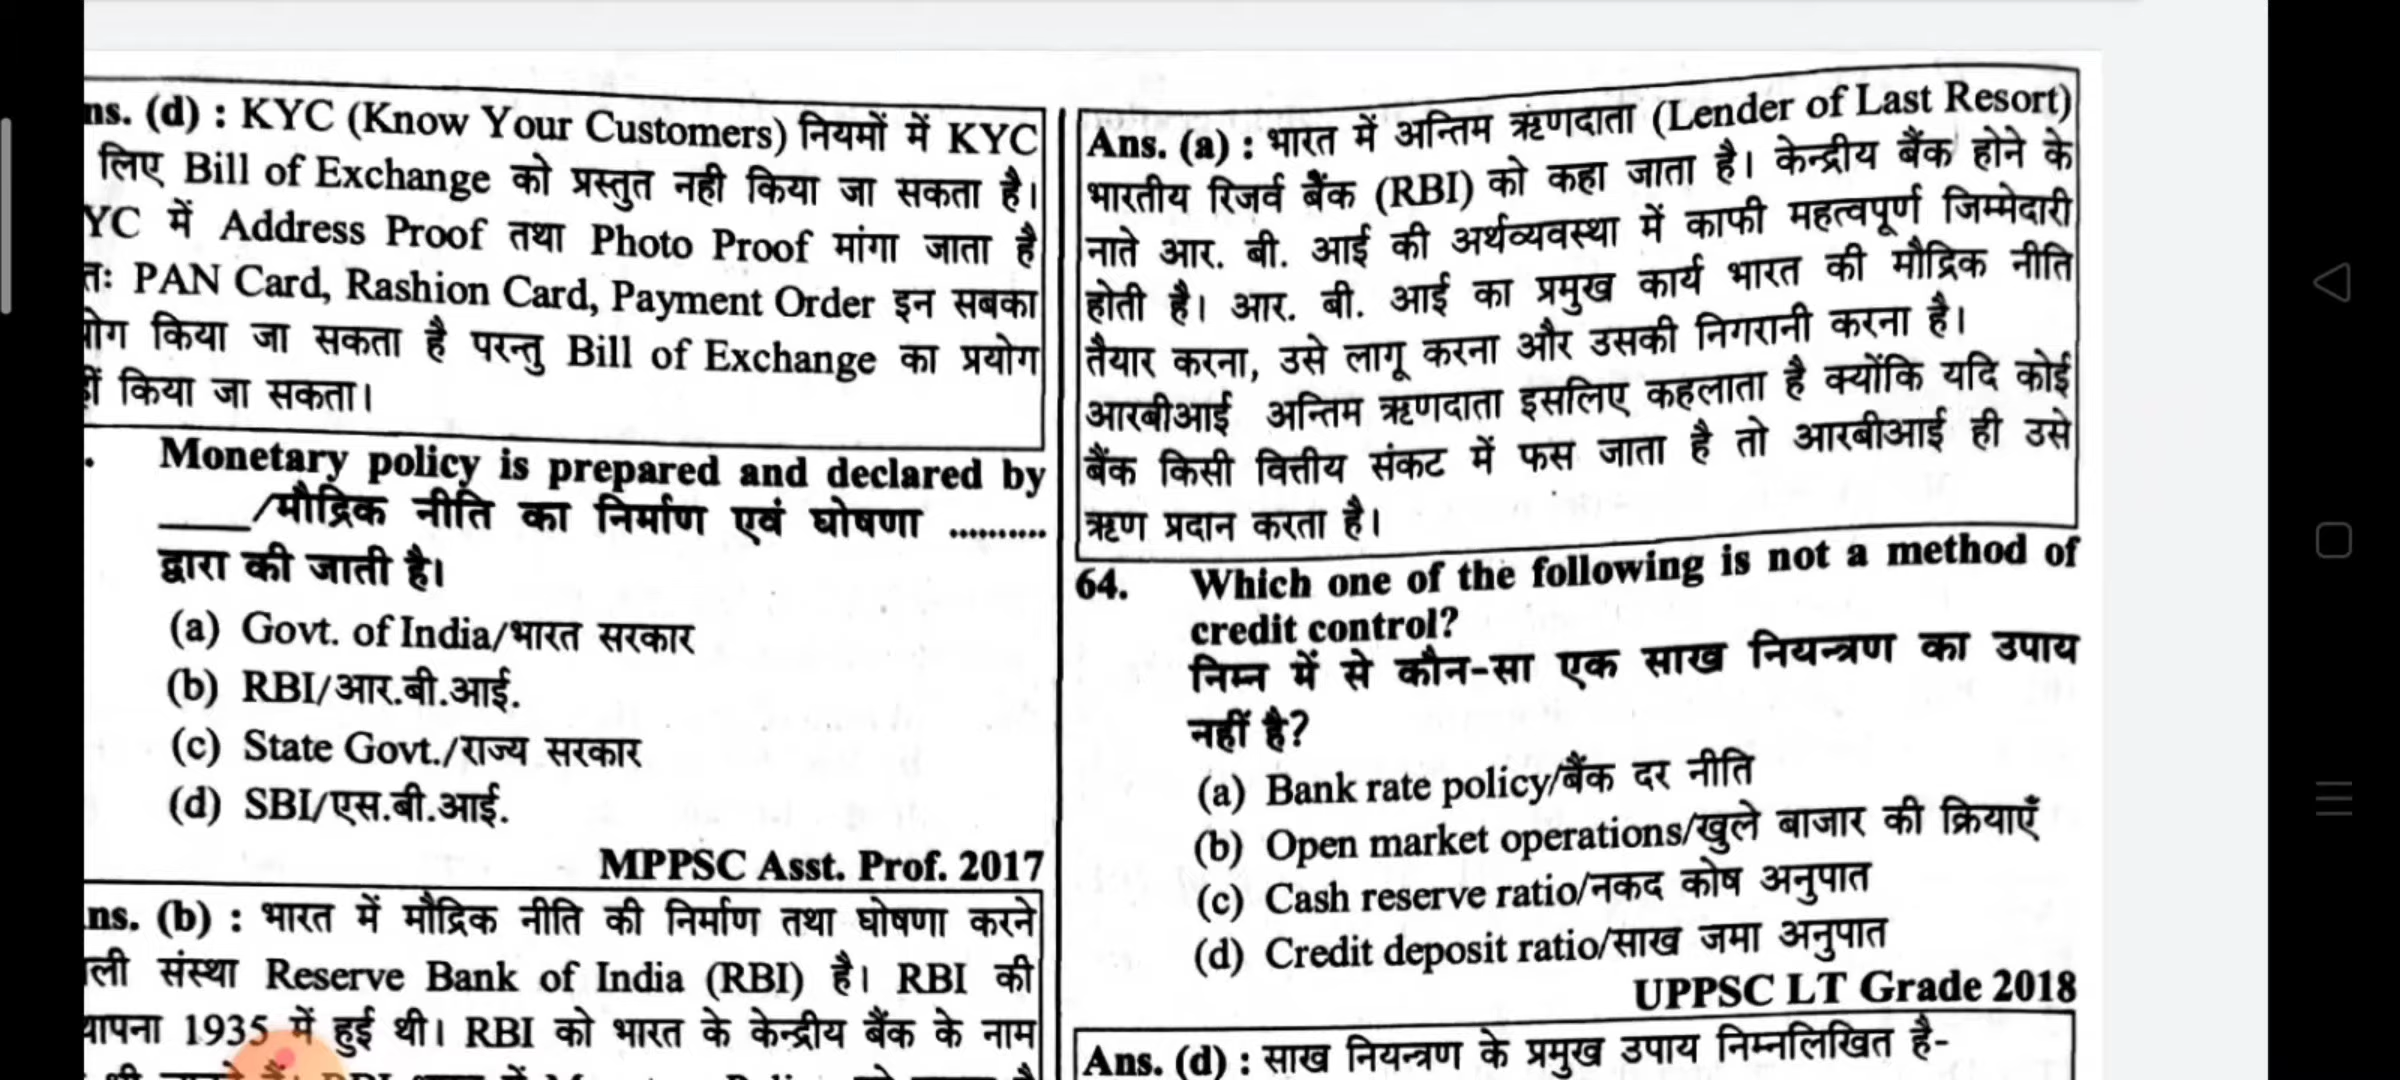 ns. (d) : KYC (Know Your Customers) नियमों में KYC
लिए Bill of Exchange को प्रस्तुत नही किया जा सकता है।
YC में Address Proof तथा Photo Proof मांगा जाता है
तः PAN Card, Rashion Card, Payment Order इन सबका
योग किया जा सकता है परन्तु Bill of Exchange का प्रयोग
हीं किया जा सकता।
. Monetary policy is prepared and declared by
____/मौद्रिक नीति का निर्माण एवं घोषणा ..........
द्वारा की जाती है।
(a) Govt. of India/भारत सरकार
(b) RBI/आर.बी.आई.
(c) State Govt./राज्य सरकार
(d) SBI/एस.बी.आई.
MPPSC Asst. Prof. 2017
ns. (b) : भारत में मौद्रिक नीति की निर्माण तथा घोषणा करने
ली संस्था Reserve Bank of India (RBI) है। RBI की
थापना 1935 में हुई थी। RBI को भारत के केन्द्रीय बैंक के नाम
Ans. (a) : भारत में अन्तिम ऋणदाता (Lender of Last Resort)
भारतीय रिजर्व बैंक (RBI) को कहा जाता है। केन्द्रीय बैंक होने के
नाते आर. बी. आई की अर्थव्यवस्था में काफी महत्वपूर्ण जिम्मेदारी
होती है। आर. बी. आई का प्रमुख कार्य भारत की मौद्रिक नीति
तैयार करना, उसे लागू करना और उसकी निगरानी करना है।
आरबीआई अन्तिम ऋणदाता इसलिए कहलाता है क्योंकि यदि कोई
बैंक किसी वित्तीय संकट में फस जाता है तो आरबीआई ही उसे
ऋण प्रदान करता है।
64. Which one of the following is not a method of
credit control?
निम्न में से कौन-सा एक साख नियन्त्रण का उपाय
नहीं है?
(a) Bank rate policy/बैंक दर नीति
(b) Open market operations/खुले बाजार की क्रियाएँ
(c) Cash reserve ratio/नकद कोष अनुपात
(d) Credit deposit ratio/साख जमा अनुपात
UPPSC LT Grade 2018
Ans. (d) : साख नियन्त्रण के प्रमुख उपाय निम्नलिखित है-